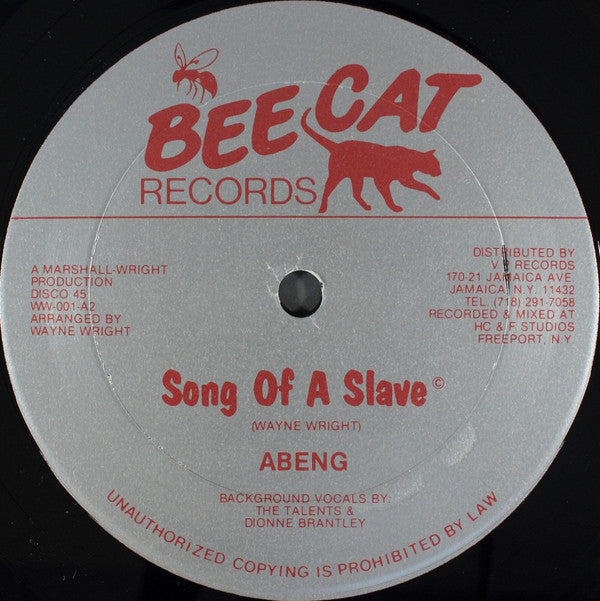 BEE CAT
RECORDS
A MARSHALL-WRIGHT
PRODUCTION
DISCO 45
WW-001-A2
ARRANGED BY
WAYNE WRIGHT
DISTRIBUTED BY
V RECORDS
170-21 JAMAICA AVE.
JAMAICA, N.Y. 11432
TEL. (718) 291-7058
RECORDED & MIXED AT
HC & F STUDIOS
FREEPORT, N.Y.
Song Of A Slave ©
(WAYNE WRIGHT)
ABENG
BACKGROUND VOCALS BY:
THE TALENTS &
DIONNE BRANTLEY
UNAUTHORIZED COPYING IS PROHIBITED BY LAW